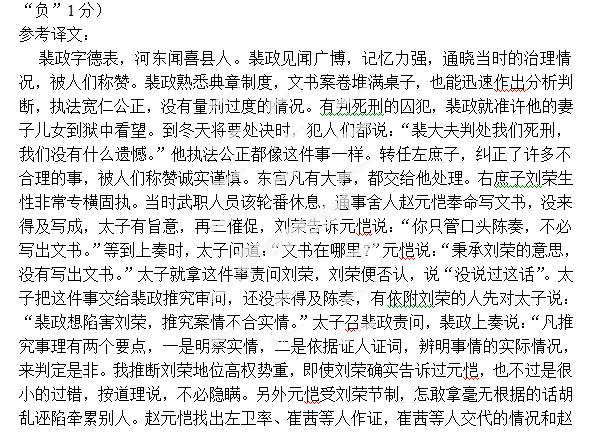 “负”1分）
参考译文：
裴政字德表，河东闻喜县人。裴政见闻广博，记忆力强，通晓当时的治理情
况，被人们称赞。裴政熟悉典章制度，文书案卷堆满桌子，也能迅速作出分析判
断，执法宽仁公正，没有量刑过度的情况。有判死刑的囚犯，裴政就准许他的妻
子儿女到狱中看望。到冬天将要处决时，犯人们都说：“裴大夫判处我们死刑，
我们没有什么遗憾。”他执法公正都像这件事一样。转任左庶子，纠正了许多不
合理的事，被人们称赞诚实谨慎。东宫凡有大事，都交给他处理。右庶子刘荣生
性非常专横固执。当时武职人员该轮番休息，通事舍人赵元恺奉命写文书，没来
得及写成，太子有旨意，再三催促，刘荣告诉元恺说：“你只管口头陈奏，不必
写出文书。”等到上奏时，太子问道：“文书在哪里？”元恺说：“秉承刘荣的意思，
没有写出文书。”太子就拿这件事责问刘荣，刘荣便否认，说“没说过这话”。太
子把这件事交给裴政推究审问，还没来得及陈奏，有依附刘荣的人先对太子说：
“裴政想陷害刘荣，推究案情不合实情。”太子召裴政责问，裴政上奏说：“凡推
究事理有两个要点，一是明察实情，二是依据证人证词，辨明事情的实际情况，
来判定是非。我推断刘荣地位高权势重，即使刘荣确实告诉过元恺，也不过是很
小的过错，按道理说，不必隐瞒。另外元恺受刘荣节制，怎敢拿毫无根据的话胡
乱诬陷牵累别人。赵元恺找出左卫率、崔茜等人作证，崔茜等人交代的情况和赵